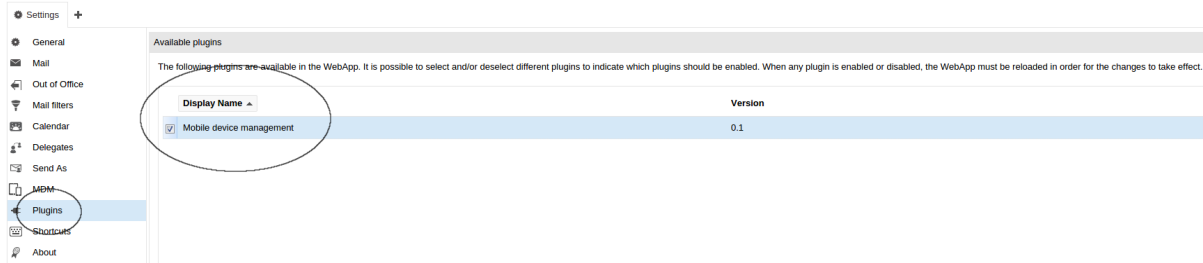 Settings
General
Mail
Out of Office
Mail filters
Calendar
Delegates
Send As
MDM
Plugins
Shortcuts
About
Available plugins
The following plugins are available in the WebApp. It is possible to select and/or deselect different plugins to indicate which plugins should be enabled. When any plugin is enabled or disabled, the WebApp must be reloaded in order for the changes to take effect.
Display Name Version
Mobile device management 0.1